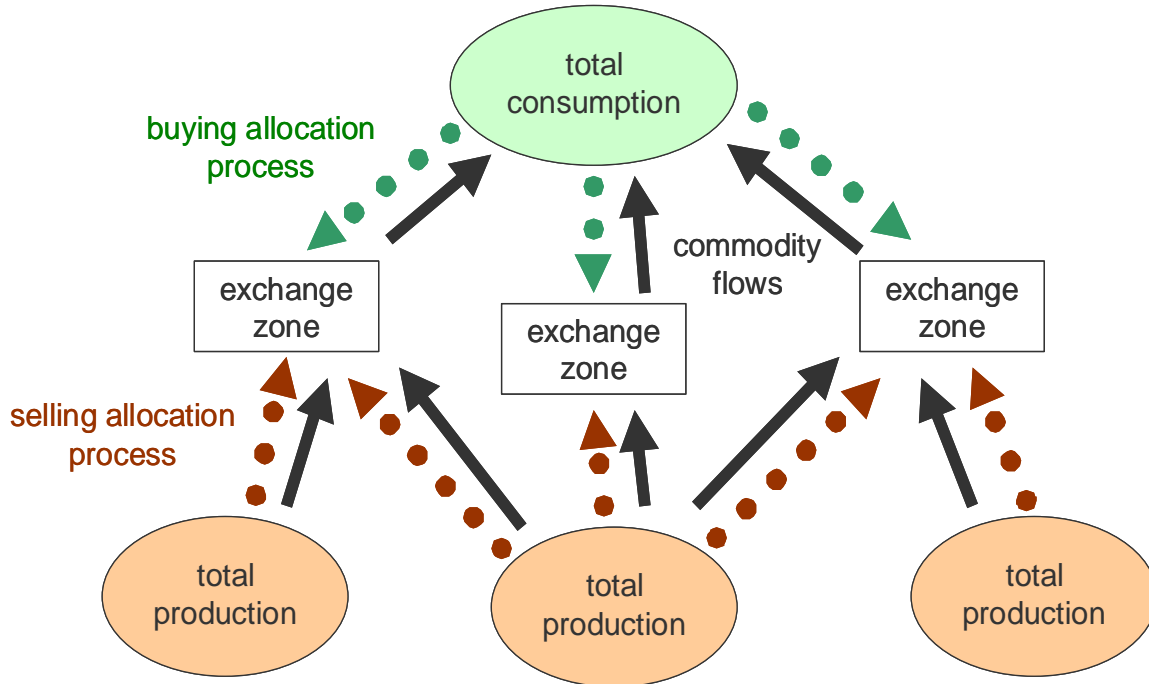 total
consumption
buying allocation
process
commodity
flows
exchange
zone
exchange
zone
exchange
zone
selling allocation
process
total
production
total
production
total
production